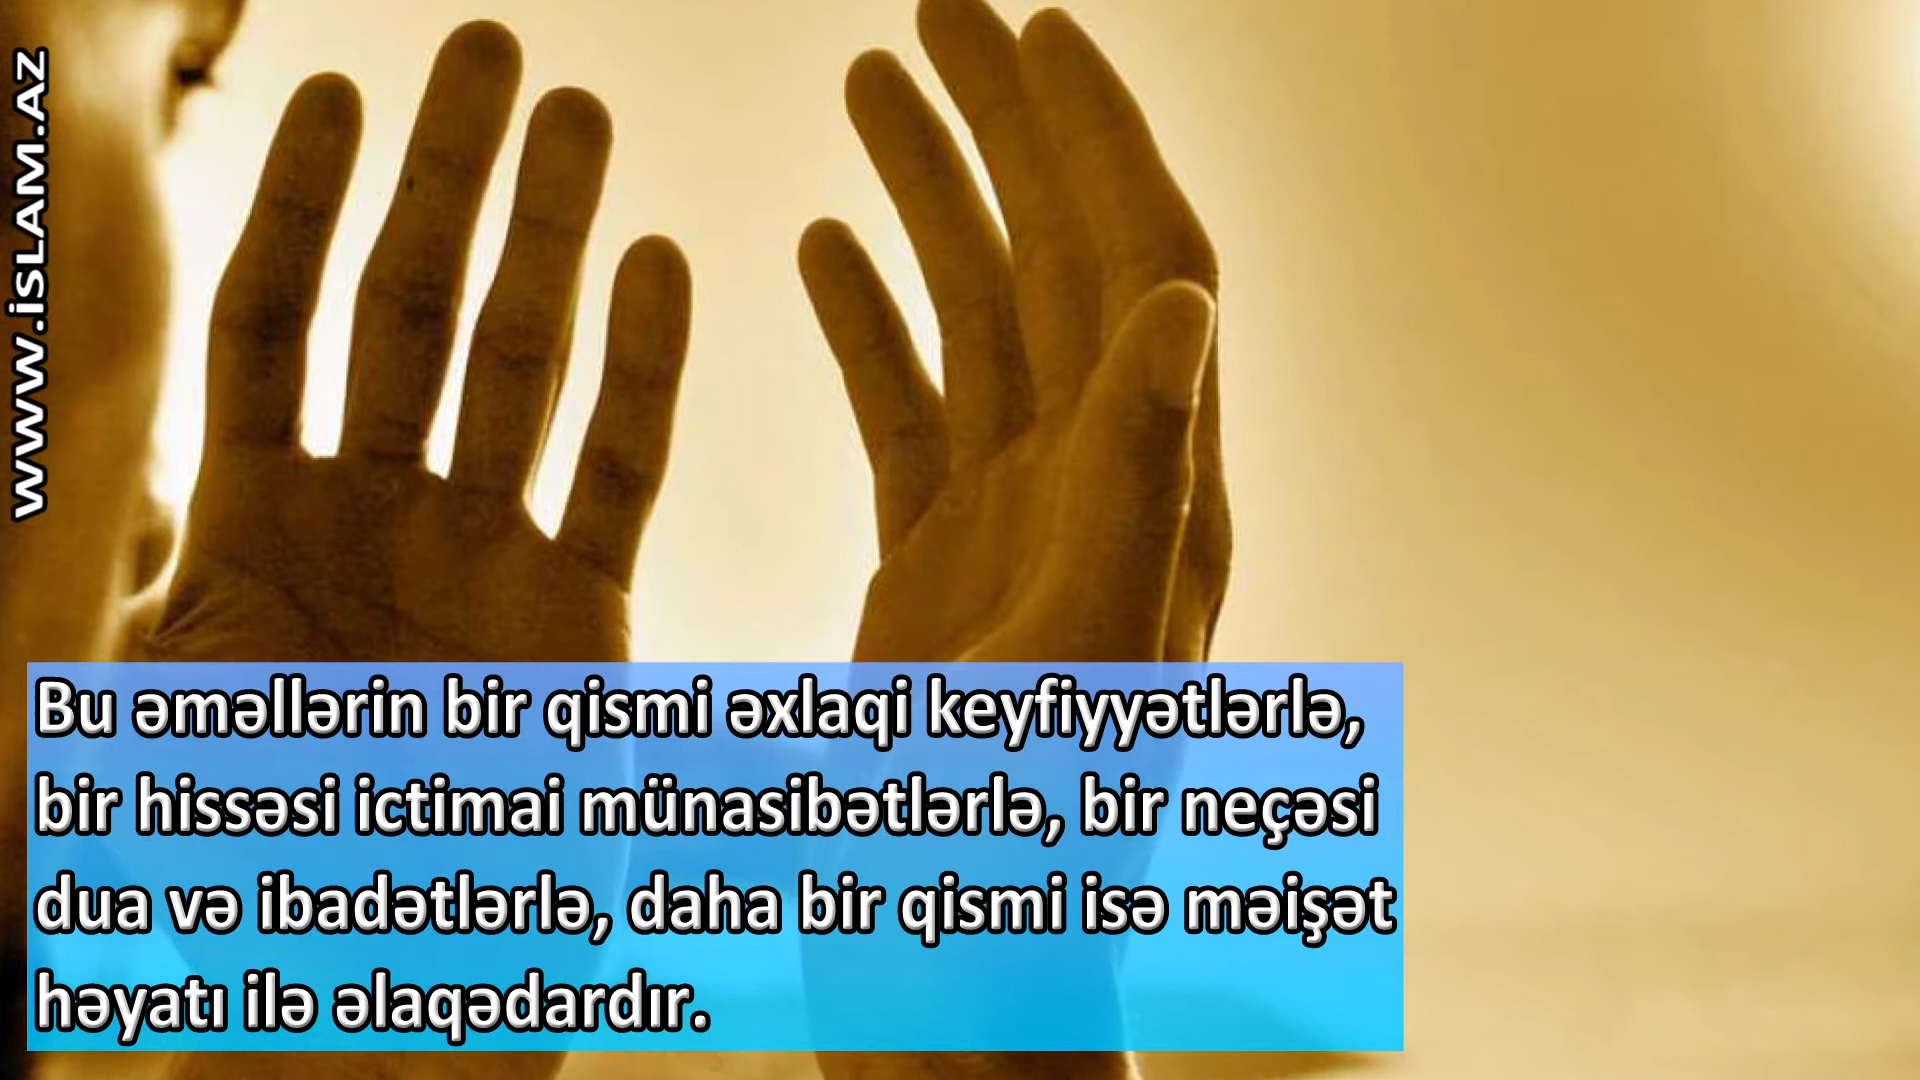 www.iSLAM.AZ
Bu əməllərin bir qismi əxlaqi keyfiyyətlərlə,
bir hissəsi ictimai münasibətlərlə, bir neçəsi
dua və ibadətlərlə, daha bir qismi isə məişət
həyatı ilə əlaqədardır.